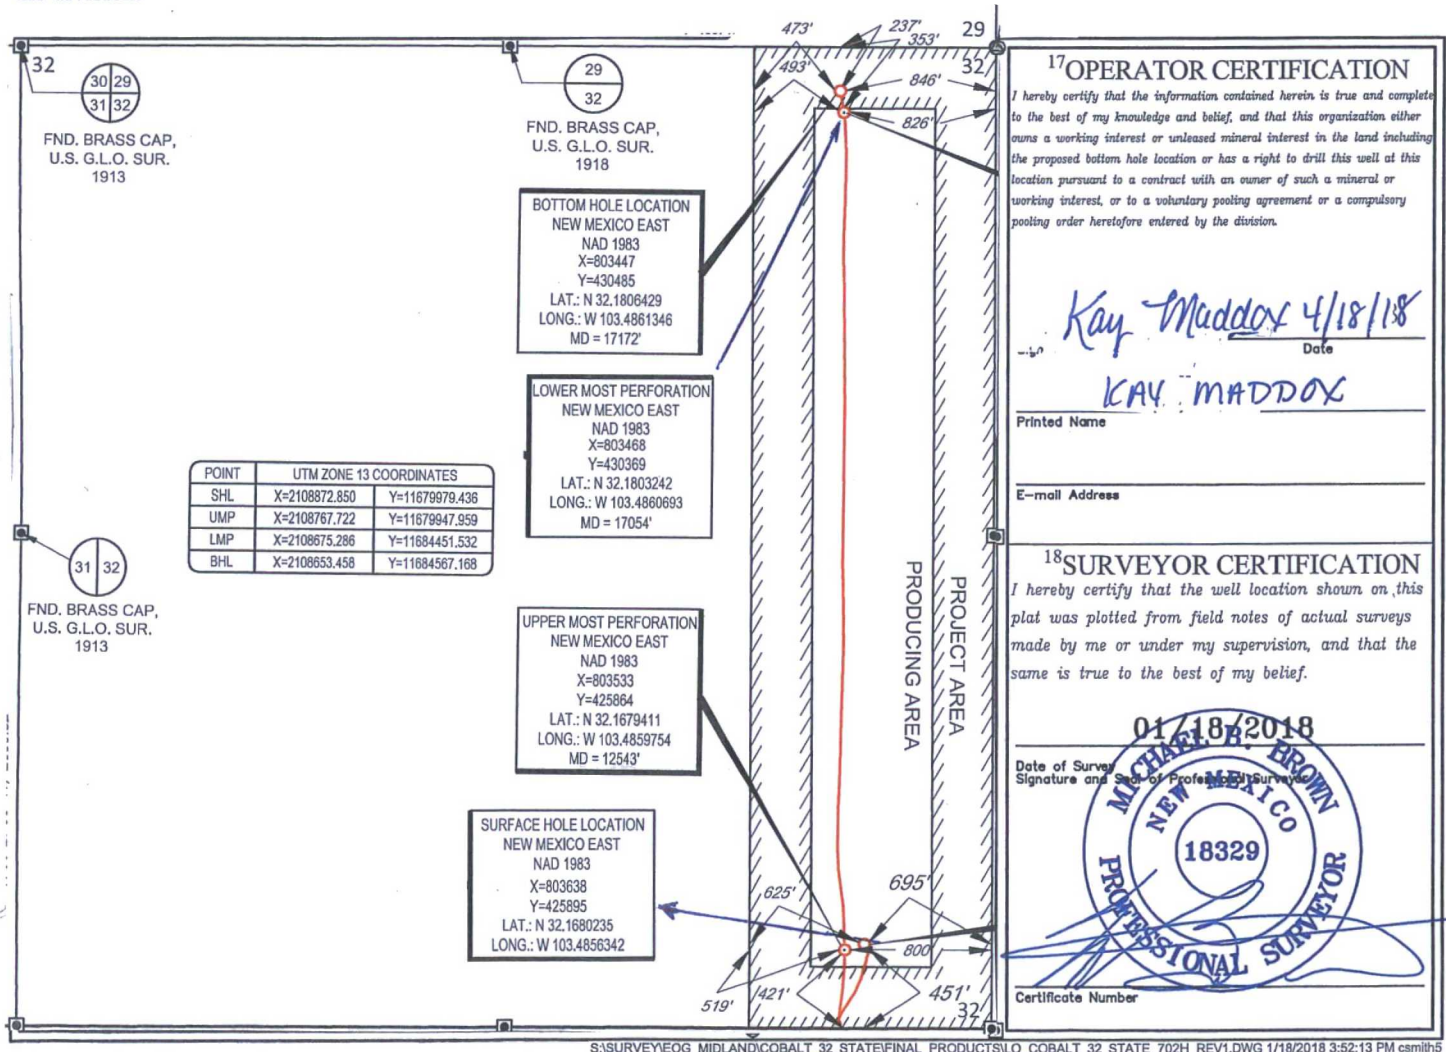 473'
237'
353'
29
32
32
493'
846'
826'
30 29
31 32
FND. BRASS CAP,
U.S. G.L.O. SUR.
1913
29
32
FND. BRASS CAP,
U.S. G.L.O. SUR.
1918
BOTTOM HOLE LOCATION
NEW MEXICO EAST
NAD 1983
X=803447
Y=430485
LAT.: N 32.1806429
LONG.: W 103.4861346
MD = 17172'
LOWER MOST PERFORATION
NEW MEXICO EAST
NAD 1983
X=803468
Y=430369
LAT.: N 32.1803242
LONG.: W 103.4860693
MD = 17054'
POINT UTM ZONE 13 COORDINATES
SHL X=2108872.850 Y=11679979.436
UMP X=2108767.722 Y=11679947.959
LMP X=2108675.286 Y=11684451.532
BHL X=2108653.458 Y=11684567.168
31 32
FND. BRASS CAP,
U.S. G.L.O. SUR.
1913
UPPER MOST PERFORATION
NEW MEXICO EAST
NAD 1983
X=803533
Y=425864
LAT.: N 32.1679411
LONG.: W 103.4859754
MD = 12543'
SURFACE HOLE LOCATION
NEW MEXICO EAST
NAD 1983
X=803638
Y=425895
LAT.: N 32.1680235
LONG.: W 103.4856342
PRODUCING AREA
PROJECT AREA
625'
695'
800'
519'
421'
451'
32
17OPERATOR CERTIFICATION
I hereby certify that the information contained herein is true and complete
to the best of my knowledge and belief, and that this organization either
owns a working interest or unleased mineral interest in the land including
the proposed bottom hole location or has a right to drill this well at this
location pursuant to a contract with an owner of such a mineral or
working interest, or to a voluntary pooling agreement or a compulsory
pooling order heretofore entered by the division.
Kay Maddox 4/18/18
Date
KAY MADDOX
Printed Name
E-mail Address
18SURVEYOR CERTIFICATION
I hereby certify that the well location shown on this
plat was plotted from field notes of actual surveys
made by me or under my supervision, and that the
same is true to the best of my belief.
01/18/2018
Date of Survey
Signature and Seal of Professional Surveyor
MICHAEL B. BROWN
NEW MEXICO
18329
PROFESSIONAL SURVEYOR
Certificate Number
S:\SURVEY\EOG_MIDLAND\COBALT_32_STATE\FINAL_PRODUCTS\LO_COBALT_32_STATE_702H_REV1.DWG 1/18/2018 3:52:13 PM csmith5